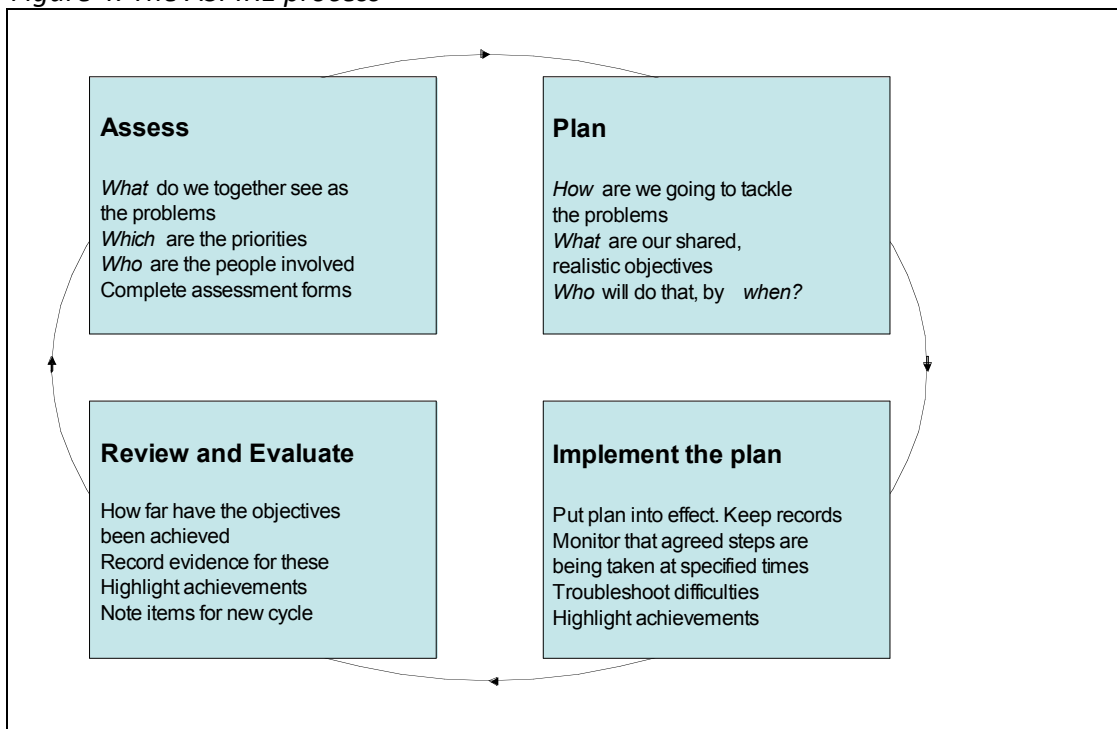 Figure The ASPIRE process
Assess
What do we together see as
the problems
Which are the priorities
Who are the people involved
Complete assessment forms
Plan
How are we going to tackle
the problems
What are our shared,
realistic objectives
Who will do that, by when?
Review and Evaluate
How far have the objectives
been achieved
Record evidence for these
Highlight achievements
Note items for new cycle
Implement the plan
Put plan into effect. Keep records
Monitor that agreed steps are
being taken at specified times
Troubleshoot difficulties
Highlight achievements